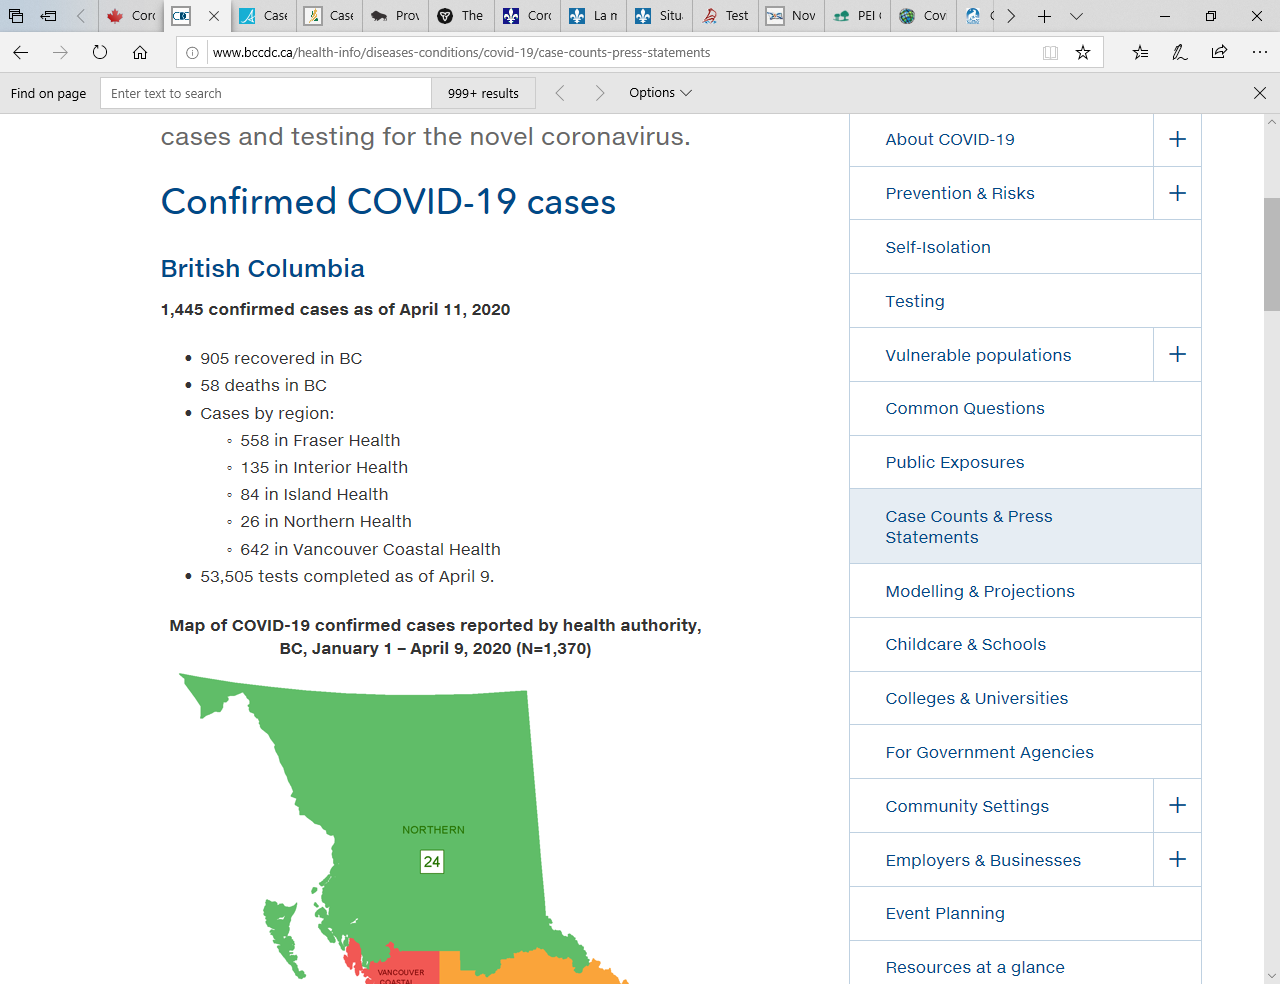 Corc
Case
Case
Prov
The
Corc
La n
Situ
Test
Nov
PEI
Covi
www.bccdc.ca/health-info/diseases-conditions/covid-19/case-counts-press-statements
Find on page
Enter text to search
999+ results
Options
cases and testing for the novel coronavirus.
Confirmed COVID-19 cases
British Columbia
1,445 confirmed cases as of April 11, 2020
• 905 recovered in BC
• 58 deaths in BC
• Cases by region:
◦ 558 in Fraser Health
◦ 135 in Interior Health
◦ 84 in Island Health
◦ 26 in Northern Health
◦ 642 in Vancouver Coastal Health
• 53,505 tests completed as of April 9.
Map of COVID-19 confirmed cases reported by health authority,
BC, January 1 – April 9, 2020 (N=1,370)
NORTHERN
24
VANCOUVER
COASTAL
About COVID-19
Prevention & Risks
Self-Isolation
Testing
Vulnerable populations
Common Questions
Public Exposures
Case Counts & Press
Statements
Modelling & Projections
Childcare & Schools
Colleges & Universities
For Government Agencies
Community Settings
Employers & Businesses
Event Planning
Resources at a glance